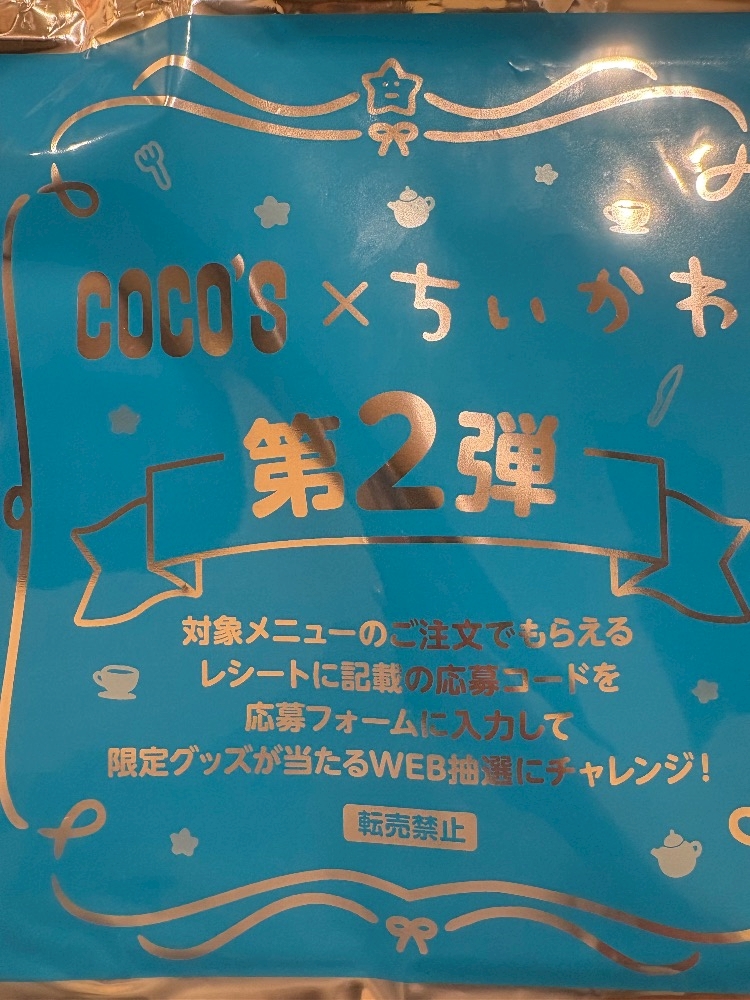 COCO'S × ちいかわ
第2弾
対象メニューのご注文でもらえる
レシートに記載の応募コードを
応募フォームに入力して
限定グッズが当たるWEB抽選にチャレンジ!
転売禁止